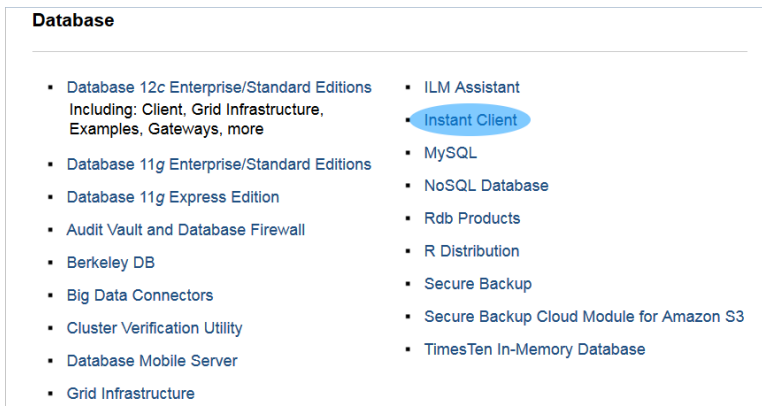 Database
Database 12c Enterprise/Standard Editions
Including: Client, Grid Infrastructure,
Examples, Gateways, more
Database 11g Enterprise/Standard Editions
Database 11g Express Edition
Audit Vault and Database Firewall
Berkeley DB
Big Data Connectors
Cluster Verification Utility
Database Mobile Server
Grid Infrastructure
ILM Assistant
Instant Client
MySQL
NoSQL Database
Rdb Products
R Distribution
Secure Backup
Secure Backup Cloud Module for Amazon S3
TimesTen In-Memory Database